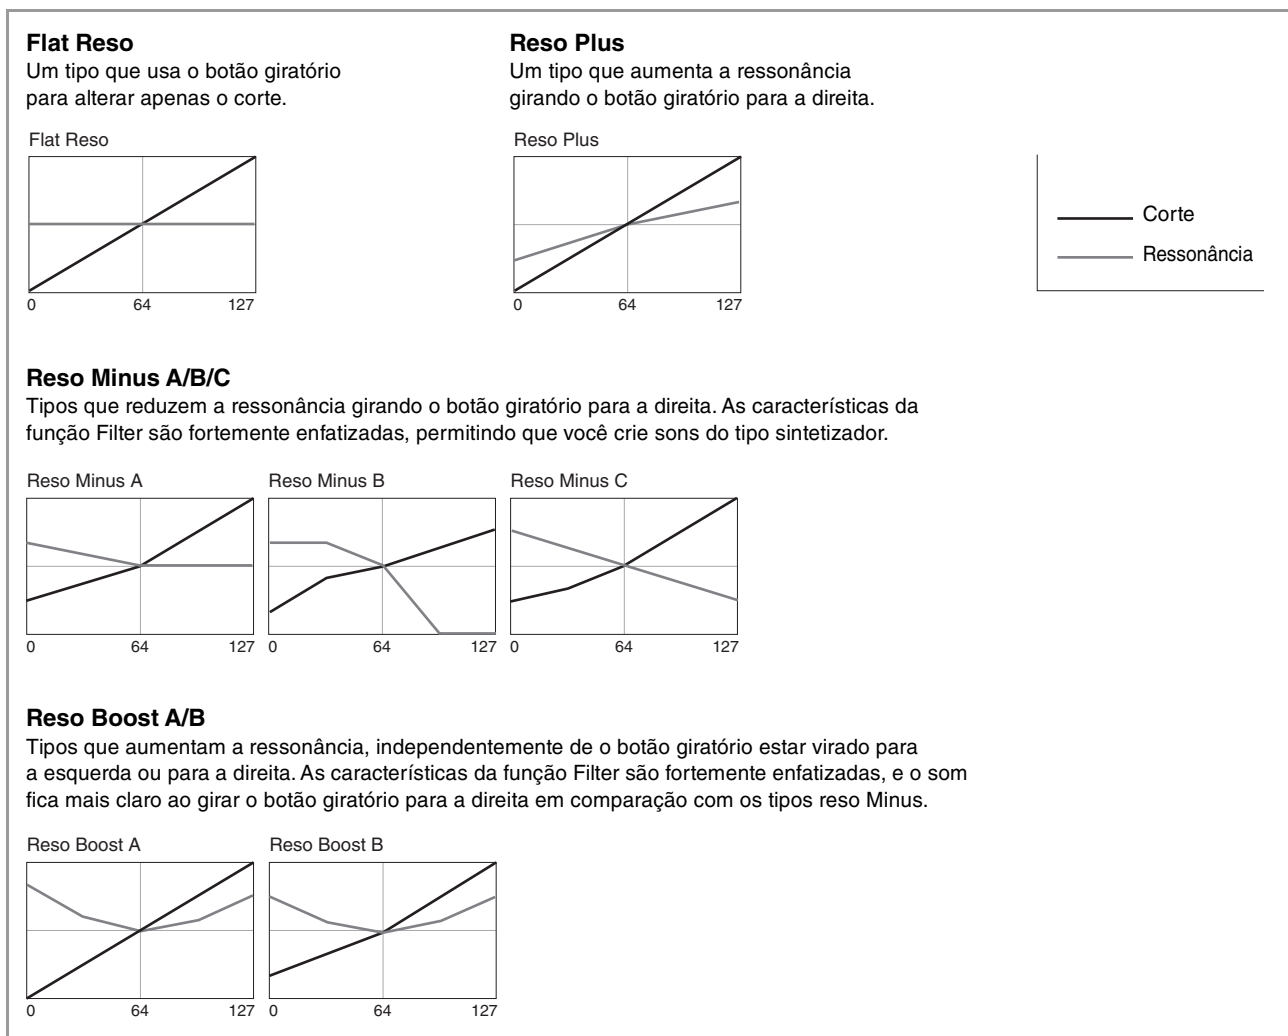 Flat Reso
Um tipo que usa o botão giratório
para alterar apenas o corte.
Flat Reso
0 64 127
Reso Plus
Um tipo que aumenta a ressonância
girando o botão giratório para a direita.
Reso Plus
0 64 127
Corte
Ressonância
Reso Minus A/B/C
Tipos que reduzem a ressonância girando o botão giratório para a direita. As características da
função Filter são fortemente enfatizadas, permitindo que você crie sons do tipo sintetizador.
Reso Minus A
0 64 127
Reso Minus B
0 64 127
Reso Minus C
0 64 127
Reso Boost A/B
Tipos que aumentam a ressonância, independentemente de o botão giratório estar virado para
a esquerda ou para a direita. As características da função Filter são fortemente enfatizadas, e o som
fica mais claro ao girar o botão giratório para a direita em comparação com os tipos reso Minus.
Reso Boost A
0 64 127
Reso Boost B
0 64 127